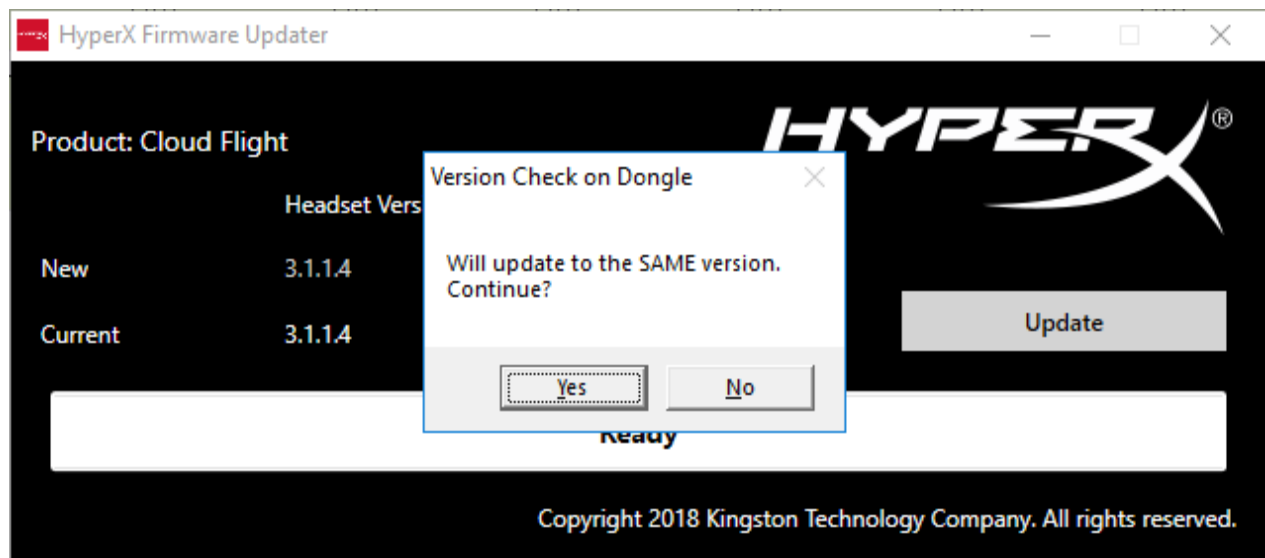 HyperX Firmware Updater
HYPERX®
Product: Cloud Flight
Version Check on Dongle
Headset Vers
New 3.1.1.4
Will update to the SAME version.
Continue?
Current 3.1.1.4
Update
Yes No
Ready
Copyright 2018 Kingston Technology Company. All rights reserved.